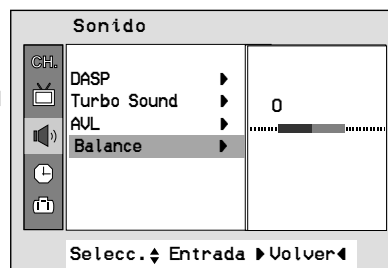 Sonido
CH.
DASP ▶
Turbo Sound ▶
AVL ▶
Balance ▶
0
Selecc.▲▼ Entrada ▶ Volver◀